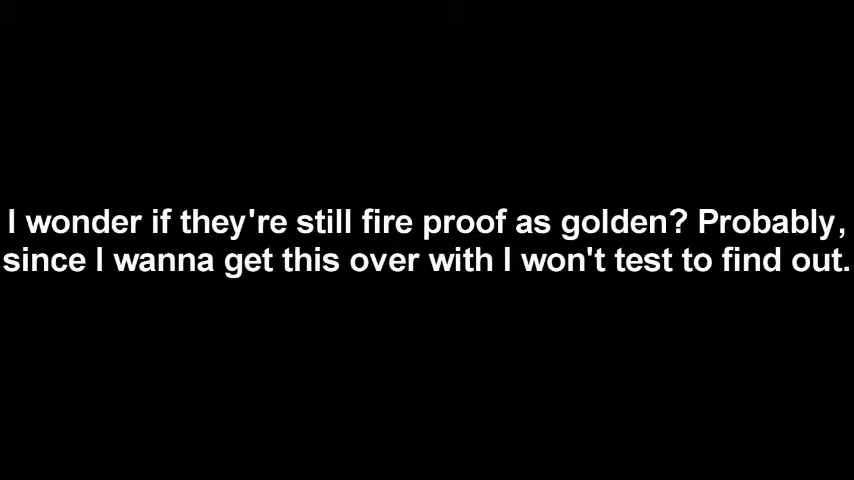 I wonder if they're still fire proof as golden? Probably,
since I wanna get this over with I won't test to find out.